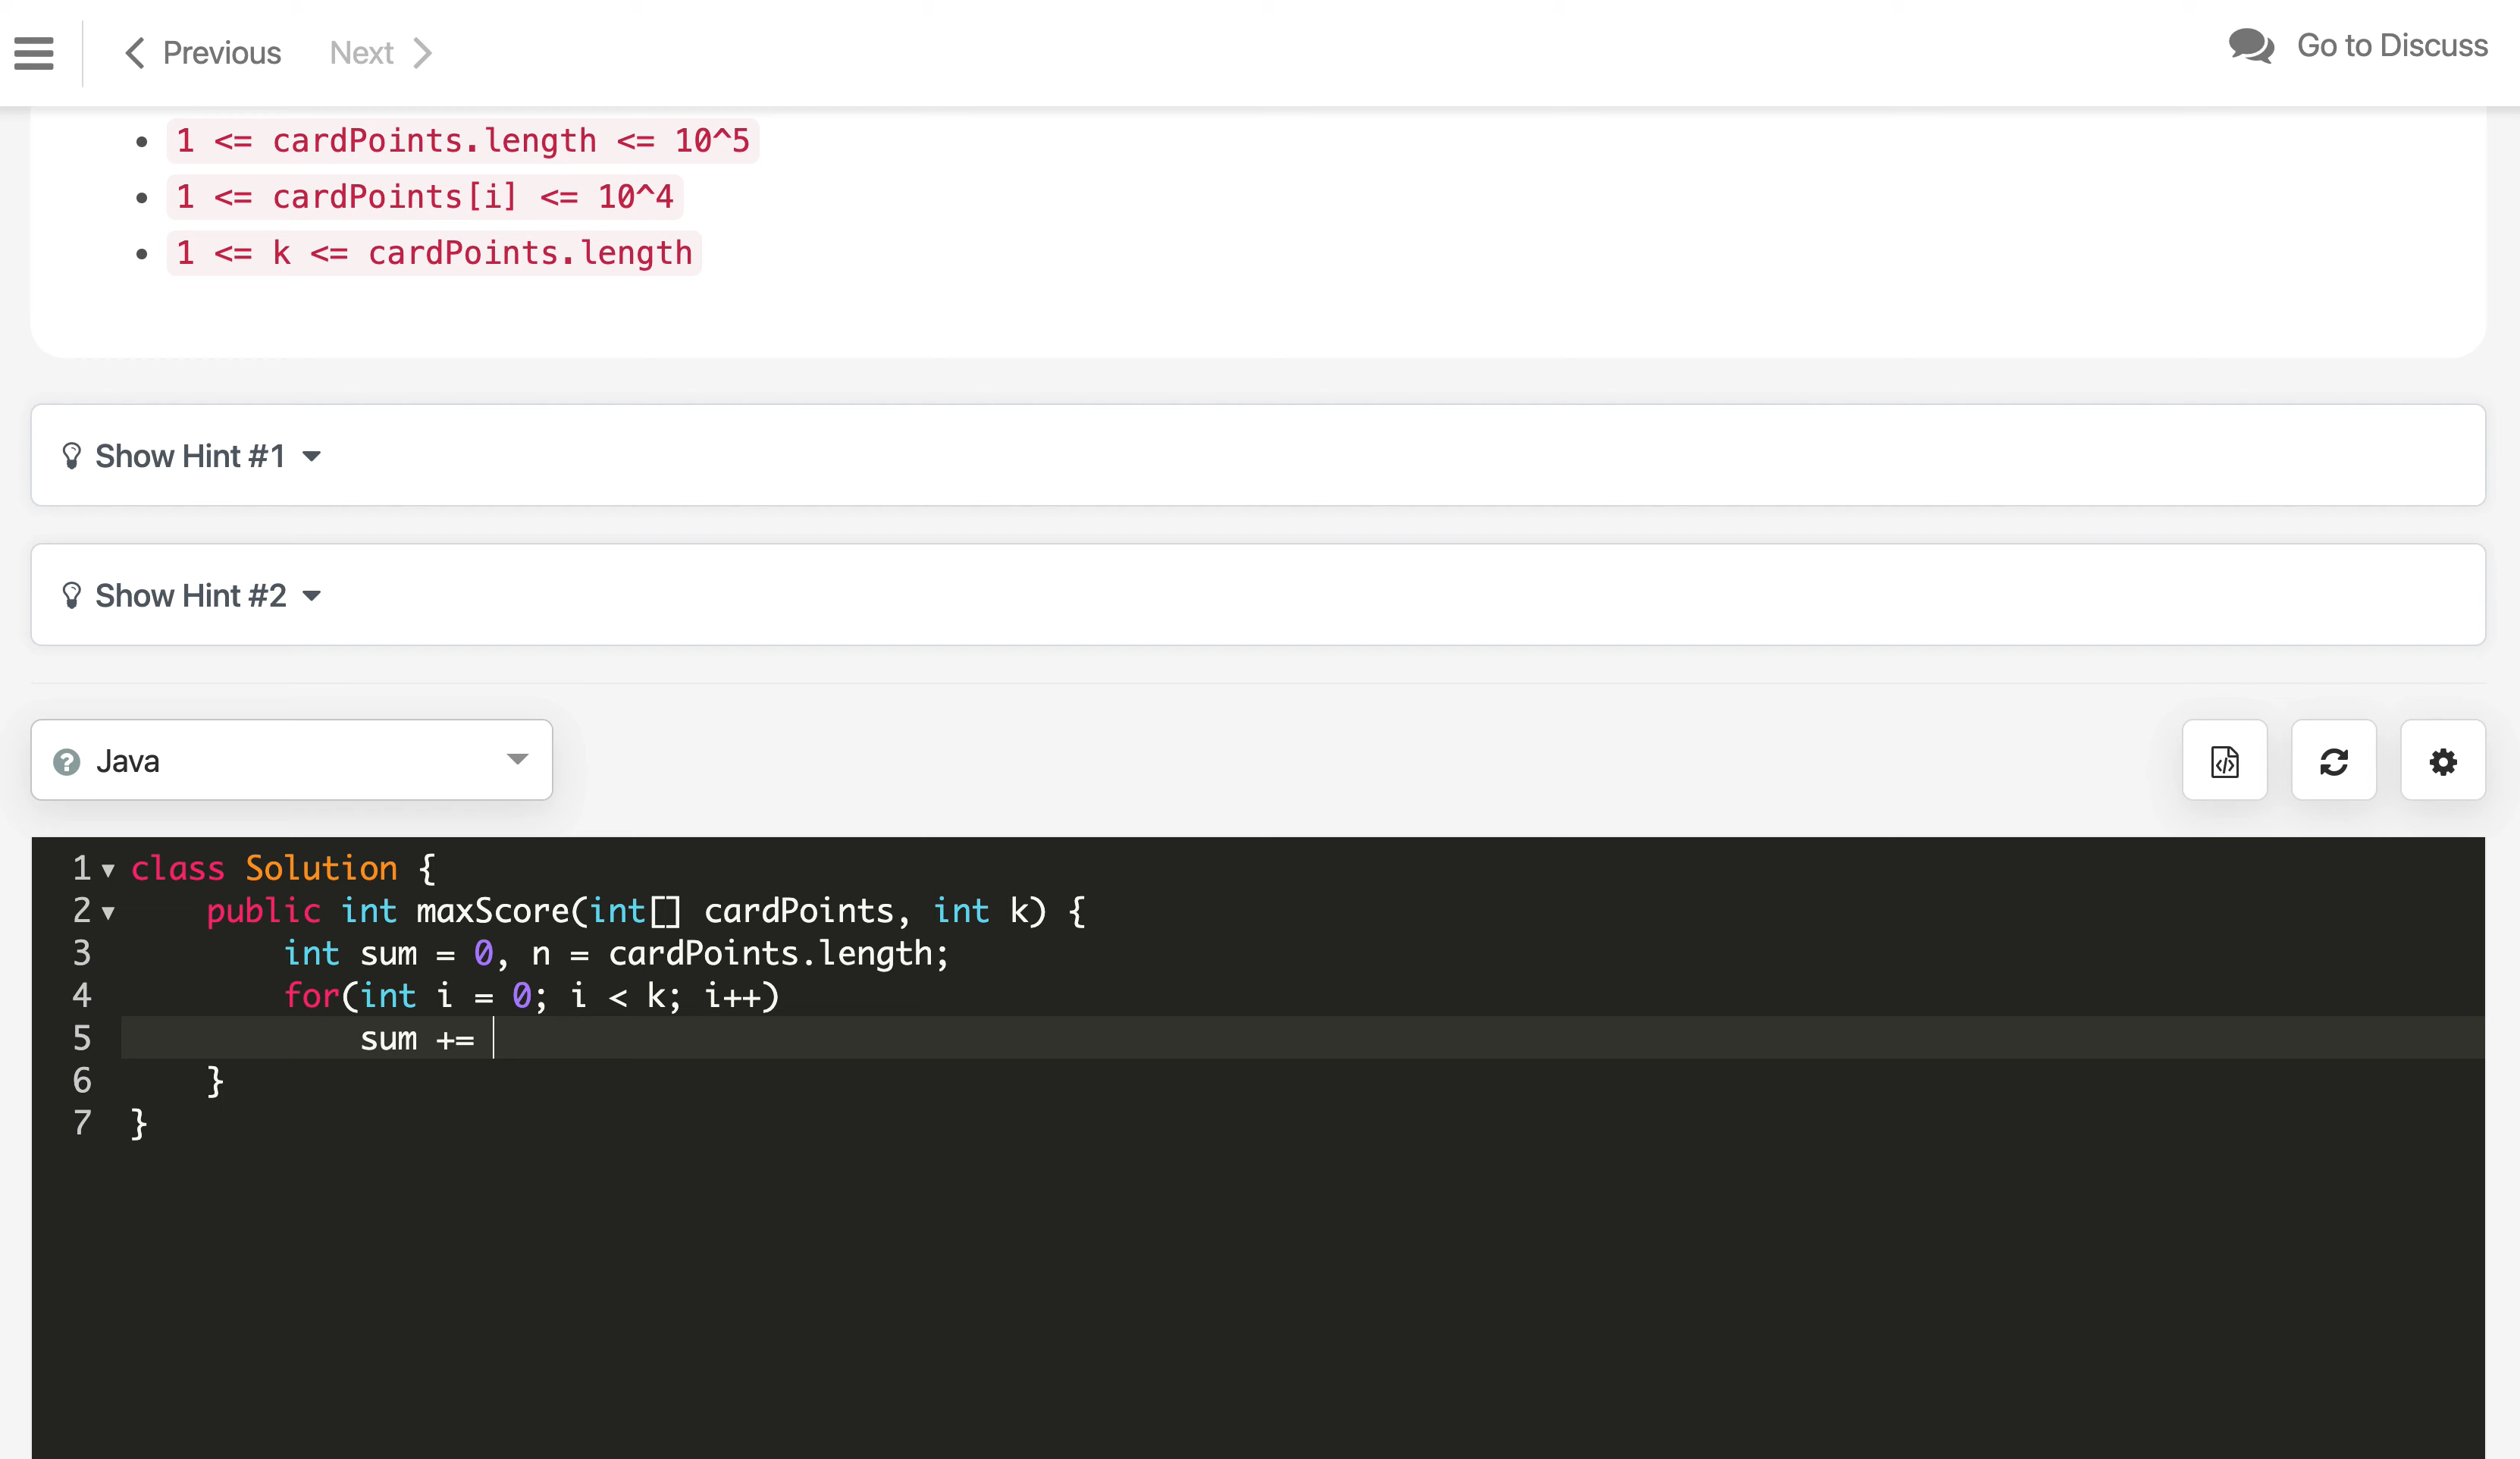 Previous Next Go to Discuss
1 <= cardPoints.length <= 10^5
1 <= cardPoints[i] <= 10^4
1 <= k <= cardPoints.length
Show Hint #1
Show Hint #2
? Java </>
1 class Solution {
2     public int maxScore(int[] cardPoints, int k) {
3         int sum = 0, n = cardPoints.length;
4         for(int i = 0; i < k; i++)
5             sum +=
6     }
7 }